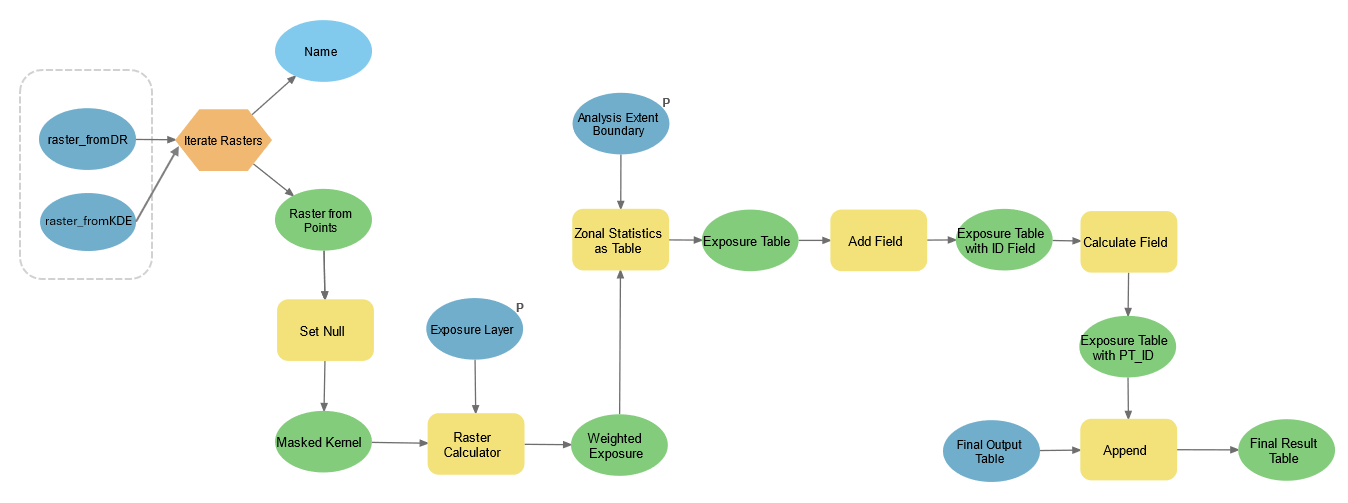 Name
raster_fromDR
Iterate Rasters
raster_fromKDE
Raster from
Points
Set Null
Masked Kernel
Exposure Layer
P
Raster
Calculator
Weighted
Exposure
Analysis Extent
Boundary
P
Zonal Statistics
as Table
Exposure Table
Add Field
Exposure Table
with ID Field
Calculate Field
Exposure Table
with PT_ID
Final Output
Table
Append
Final Result
Table